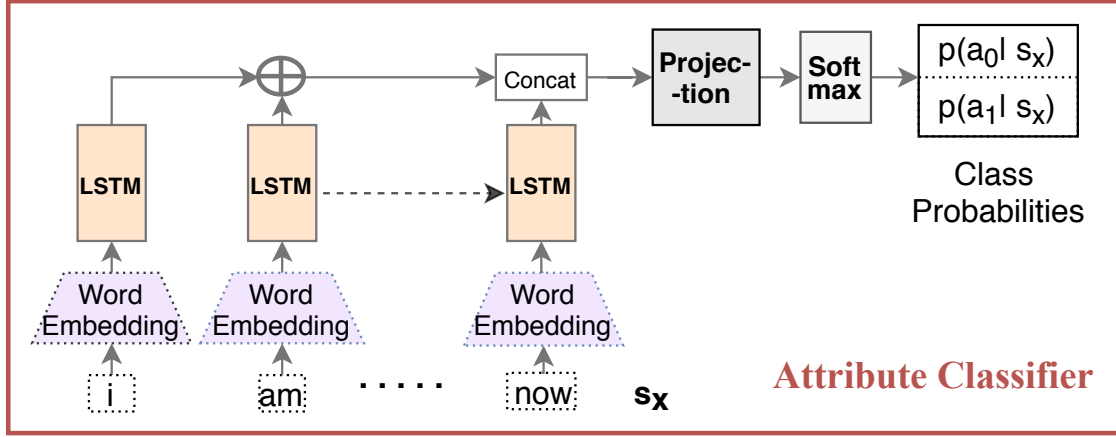 Concat
Projec-
-tion
Soft
max
p(a₀| sₓ)
p(a₁| sₓ)
Class
Probabilities
LSTM
LSTM
LSTM
Word
Embedding
Word
Embedding
Word
Embedding
i
am
. . . . .
now
sₓ
Attribute Classifier